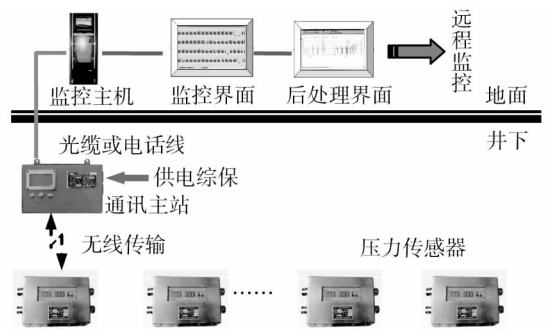 监控主机
监控界面
后处理界面
远程监控
地面
井下
光缆或电话线
供电综保
通讯主站
无线传输
压力传感器
……